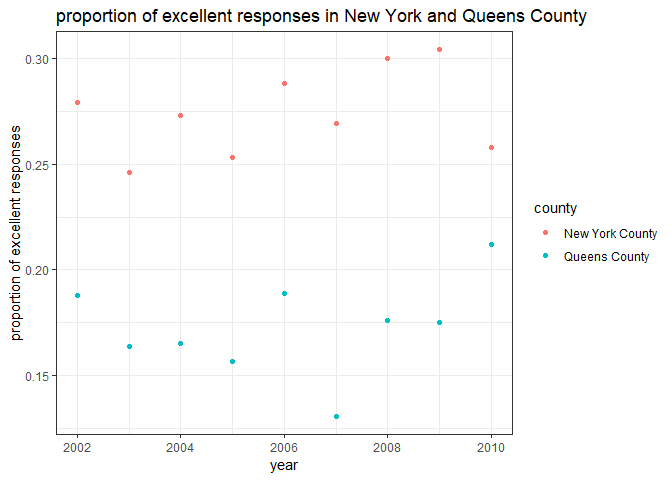 proportion of excellent responses in New York and Queens County
proportion of excellent responses
0.30
0.25
0.20
0.15
2002
2004
2006
2008
2010
year
county
New York County
Queens County